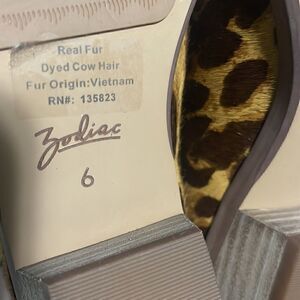 Real Fur
Dyed Cow Hair
Fur Origin:Vietnam
RN#: 135823
Zodiac
6